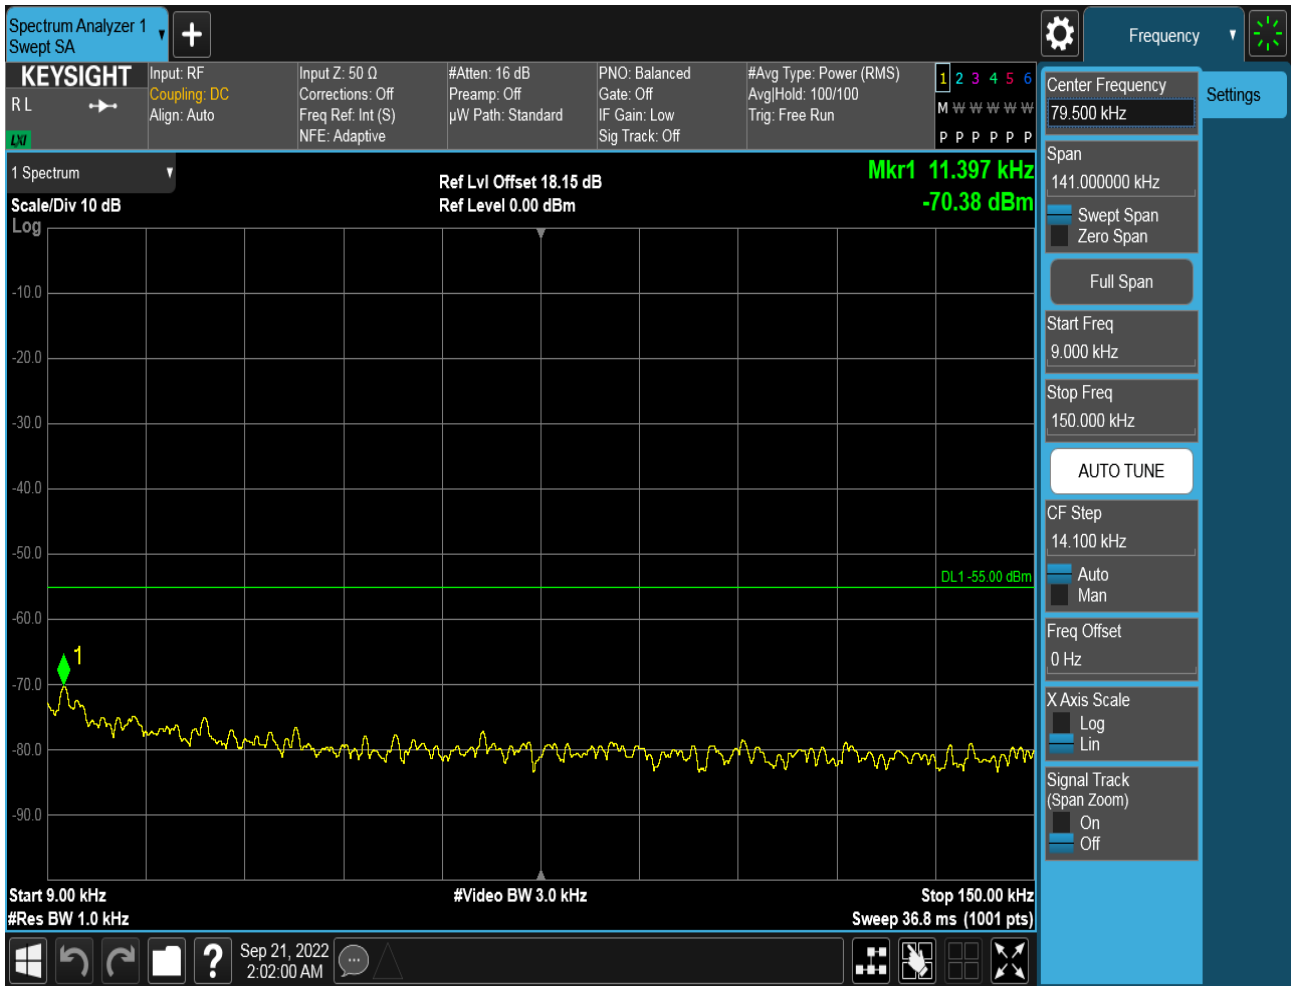 Spectrum Analyzer 1
Swept SA
Frequency
Settings
KEYSIGHT
R L
LXI
Input: RF
Coupling: DC
Align: Auto
Input Z: 50 Ω
Corrections: Off
Freq Ref: Int (S)
NFE: Adaptive
#Atten: 16 dB
Preamp: Off
µW Path: Standard
PNO: Balanced
Gate: Off
IF Gain: Low
Sig Track: Off
#Avg Type: Power (RMS)
Avg|Hold: 100/100
Trig: Free Run
1 2 3 4 5 6
M W W W W W
P P P P P P
1 Spectrum
Scale/Div 10 dB
Log
Ref Lvl Offset 18.15 dB
Ref Level 0.00 dBm
Mkr1 11.397 kHz
-70.38 dBm
-10.0
-20.0
-30.0
-40.0
-50.0
DL1 -55.00 dBm
-60.0
1
-70.0
-80.0
-90.0
Start 9.00 kHz
#Video BW 3.0 kHz
Stop 150.00 kHz
#Res BW 1.0 kHz
Sweep 36.8 ms (1001 pts)
Center Frequency
79.500 kHz
Span
141.000000 kHz
Swept Span
Zero Span
Full Span
Start Freq
9.000 kHz
Stop Freq
150.000 kHz
AUTO TUNE
CF Step
14.100 kHz
Auto
Man
Freq Offset
0 Hz
X Axis Scale
Log
Lin
Signal Track
(Span Zoom)
On
Off
?
Sep 21, 2022
2:02:00 AM